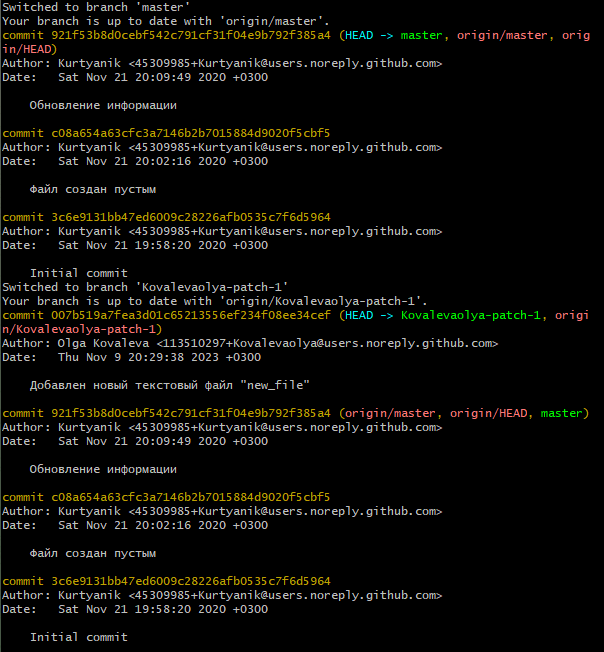 Switched to branch 'master'
Your branch is up to date with 'origin/master'.
commit 921f53b8d0cebf542c791cf31f04e9b792f385a4 (HEAD -> master, origin/master, orig
in/HEAD)
Author: Kurtyanik <45309985+Kurtyanik@users.noreply.github.com>
Date:   Sat Nov 21 20:09:49 2020 +0300
Обновление информации
commit c08a654a63cfc3a7146b2b7015884d9020f5cbf5
Author: Kurtyanik <45309985+Kurtyanik@users.noreply.github.com>
Date:   Sat Nov 21 20:02:16 2020 +0300
Файл создан пустым
commit 3c6e9131bb47ed6009c28226afb0535c7f6d5964
Author: Kurtyanik <45309985+Kurtyanik@users.noreply.github.com>
Date:   Sat Nov 21 19:58:20 2020 +0300
Initial commit
Switched to branch 'Kovalevaolya-patch-1'
Your branch is up to date with 'origin/Kovalevaolya-patch-1'.
commit 007b519a7fea3d01c65213556ef234f08ee34cef (HEAD -> Kovalevaolya-patch-1, origi
n/Kovalevaolya-patch-1)
Author: Olga Kovaleva <113510297+Kovalevaolya@users.noreply.github.com>
Date:   Thu Nov 9 20:29:38 2023 +0300
Добавлен новый текстовый файл "new_file"
commit 921f53b8d0cebf542c791cf31f04e9b792f385a4 (origin/master, origin/HEAD, master)
Author: Kurtyanik <45309985+Kurtyanik@users.noreply.github.com>
Date:   Sat Nov 21 20:09:49 2020 +0300
Обновление информации
commit c08a654a63cfc3a7146b2b7015884d9020f5cbf5
Author: Kurtyanik <45309985+Kurtyanik@users.noreply.github.com>
Date:   Sat Nov 21 20:02:16 2020 +0300
Файл создан пустым
commit 3c6e9131bb47ed6009c28226afb0535c7f6d5964
Author: Kurtyanik <45309985+Kurtyanik@users.noreply.github.com>
Date:   Sat Nov 21 19:58:20 2020 +0300
Initial commit